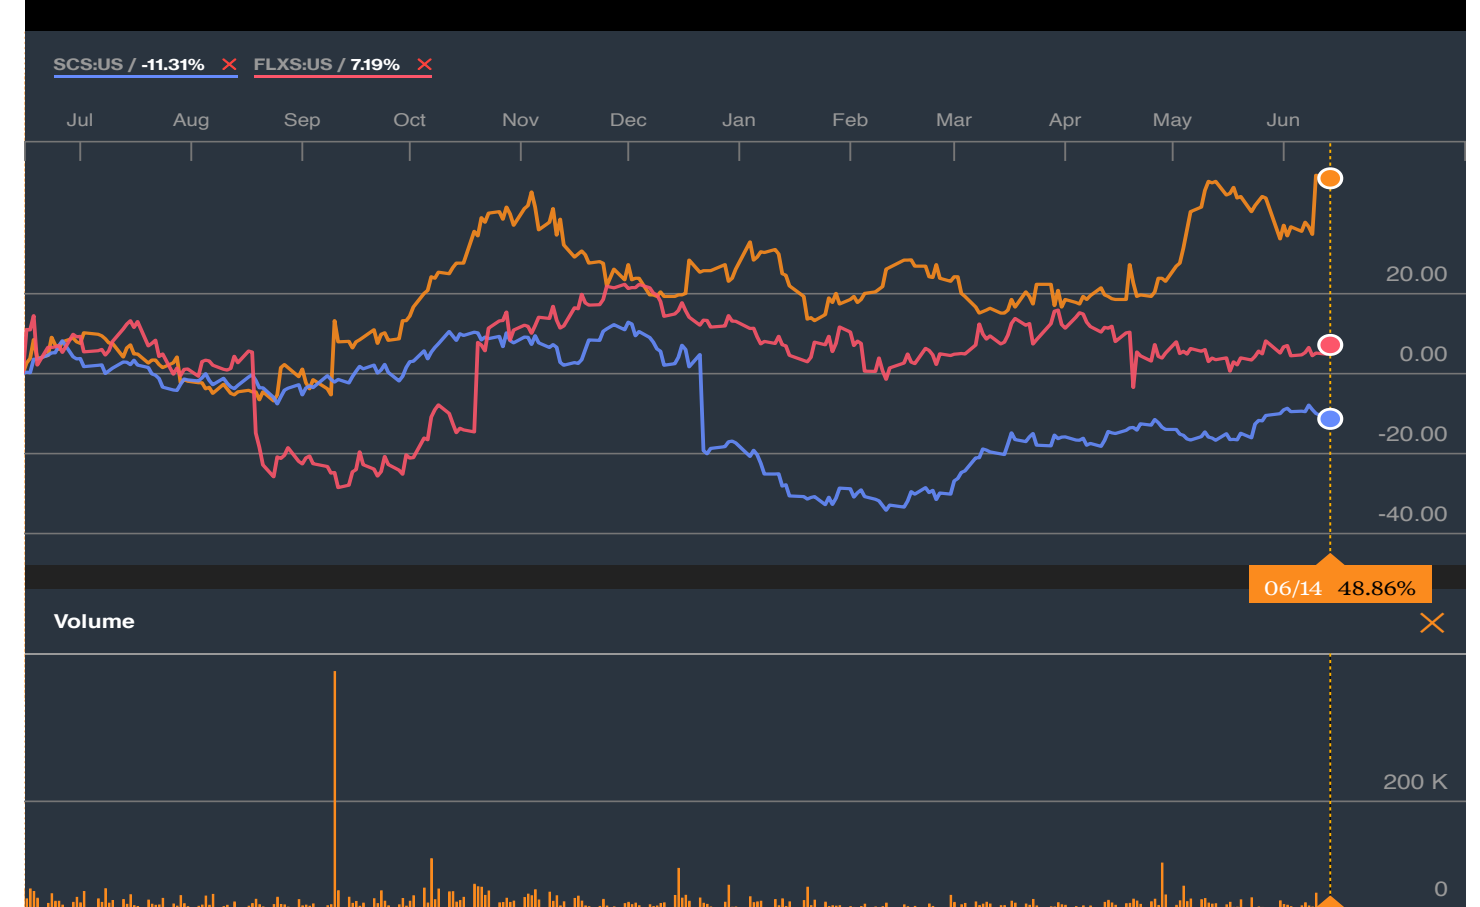 SCS:US / -11.31% FLXS:US / 7.19%
Jul Aug Sep Oct Nov Dec Jan Feb Mar Apr May Jun
20.00
0.00
-20.00
-40.00
06/14 48.86%
Volume
200 K
0